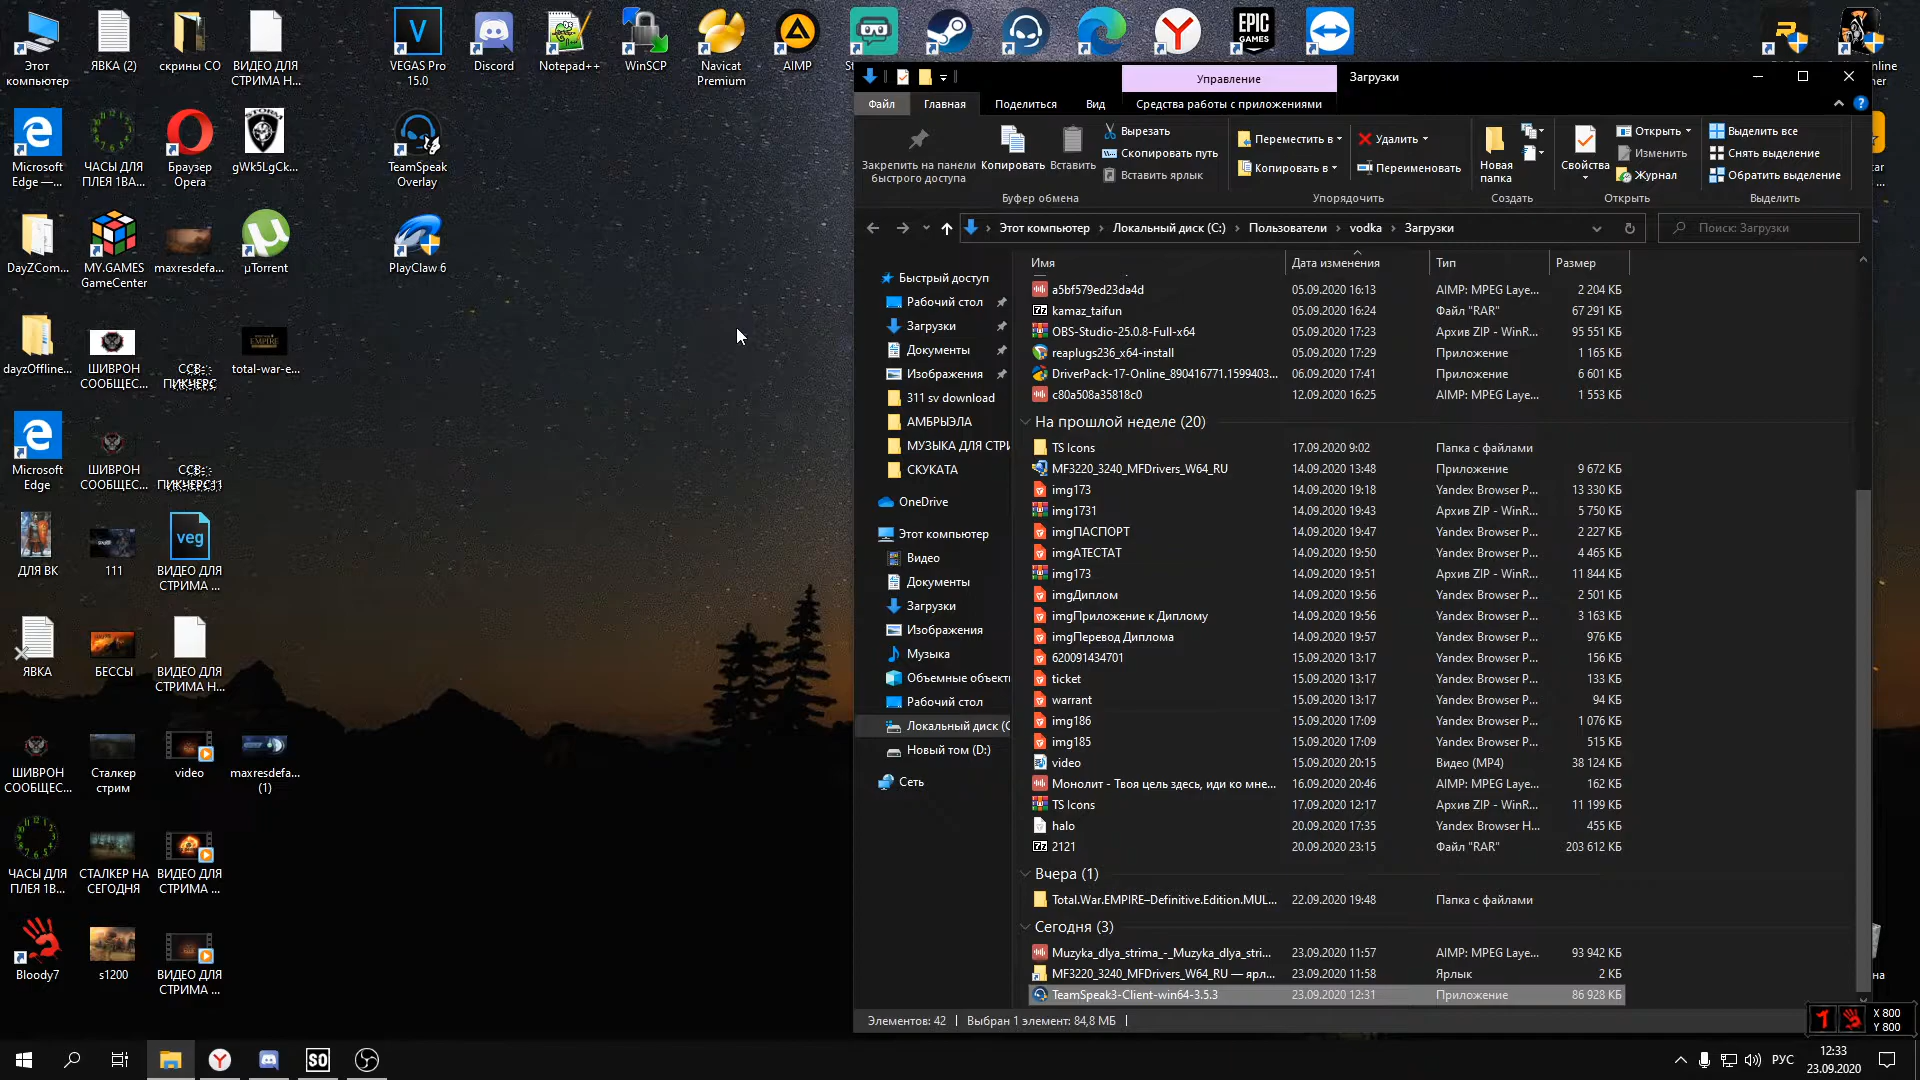 Этот
компьютер
ЯВКА (2)
скрины СО
ВИДЕО ДЛЯ
СТРИМА Н...
VEGAS Pro
15.0
Discord
Notepad++
WinSCP
Navicat
Premium
AIMP
EPIC
GAMES
Microsoft
Edge —...
ЧАСЫ ДЛЯ
ПЛЕЯ 1ВА...
Браузер
Opera
gWk5LgCk...
TeamSpeak
Overlay
DayZCom...
MY.GAMES
GameCenter
maxresdefa...
µTorrent
PlayClaw 6
dayzOffline...
ШИВРОН
СООБЩЕС...
ССВ-
ПИКЧЕРС
total-war-e...
Microsoft
Edge
ШИВРОН
СООБЩЕС...
ССВ-
ПИКЧЕРС11
ДЛЯ ВК
111
veg
ВИДЕО ДЛЯ
СТРИМА ...
ЯВКА
БЕССЫ
ВИДЕО ДЛЯ
СТРИМА Н...
ШИВРОН
СООБЩЕС...
Сталкер
стрим
video
maxresdefa...
(1)
ЧАСЫ ДЛЯ
ПЛЕЯ 1В...
СТАЛКЕР НА
СЕГОДНЯ
ВИДЕО ДЛЯ
СТРИМА ...
Bloody7
s1200
ВИДЕО ДЛЯ
СТРИМА ...
Управление
Загрузки
Файл
Главная
Поделиться
Вид
Средства работы с приложениями
Закрепить на панели
быстрого доступа
Копировать
Вставить
Вырезать
Скопировать путь
Вставить ярлык
Буфер обмена
Переместить в
Копировать в
Удалить
Переименовать
Упорядочить
Новая
папка
Создать
Свойства
Открыть
Изменить
Журнал
Открыть
Выделить все
Снять выделение
Обратить выделение
Выделить
Этот компьютер > Локальный диск (C:) > Пользователи > vodka > Загрузки
Поиск: Загрузки
Быстрый доступ
Рабочий стол
Загрузки
Документы
Изображения
311 sv download
АМБРЫЭЛА
МУЗЫКА ДЛЯ СТРИ
СКУКАТА
OneDrive
Этот компьютер
Видео
Документы
Загрузки
Изображения
Музыка
Объемные объекты
Рабочий стол
Локальный диск (C
Новый том (D:)
Сеть
Имя Дата изменения Тип Размер
a5bf579ed23da4d 05.09.2020 16:13 AIMP: MPEG Laye... 2 204 КБ
kamaz_taifun 05.09.2020 16:24 Файл "RAR" 67 291 КБ
OBS-Studio-25.0.8-Full-x64 05.09.2020 17:23 Архив ZIP - WinR... 95 551 КБ
reaplugs236_x64-install 05.09.2020 17:29 Приложение 1 165 КБ
DriverPack-17-Online_890416771.1599403... 06.09.2020 17:41 Приложение 6 601 КБ
c80a508a35818c0 12.09.2020 16:25 AIMP: MPEG Laye... 1 553 КБ
На прошлой неделе (20)
TS Icons 17.09.2020 9:02 Папка с файлами
MF3220_3240_MFDrivers_W64_RU 14.09.2020 13:48 Приложение 9 672 КБ
img173 14.09.2020 19:18 Yandex Browser P... 13 330 КБ
img1731 14.09.2020 19:43 Архив ZIP - WinR... 5 750 КБ
imgПАСПОРТ 14.09.2020 19:47 Yandex Browser P... 2 227 КБ
imgАТЕСТАТ 14.09.2020 19:50 Yandex Browser P... 4 465 КБ
img173 14.09.2020 19:51 Архив ZIP - WinR... 11 844 КБ
imgДиплом 14.09.2020 19:56 Yandex Browser P... 2 501 КБ
imgПриложение к Диплому 14.09.2020 19:56 Yandex Browser P... 3 163 КБ
imgПеревод Диплома 14.09.2020 19:57 Yandex Browser P... 976 КБ
620091434701 15.09.2020 13:17 Yandex Browser P... 156 КБ
ticket 15.09.2020 13:17 Yandex Browser P... 133 КБ
warrant 15.09.2020 13:17 Yandex Browser P... 94 КБ
img186 15.09.2020 17:09 Yandex Browser P... 1 076 КБ
img185 15.09.2020 17:09 Yandex Browser P... 515 КБ
video 15.09.2020 20:15 Видео (MP4) 38 124 КБ
Монолит - Твоя цель здесь, иди ко мне... 16.09.2020 20:46 AIMP: MPEG Laye... 162 КБ
TS Icons 17.09.2020 12:17 Архив ZIP - WinR... 11 199 КБ
halo 20.09.2020 17:35 Yandex Browser H... 455 КБ
2121 20.09.2020 23:15 Файл "RAR" 203 612 КБ
Вчера (1)
Total.War.EMPIRE–Definitive.Edition.MUL... 22.09.2020 19:48 Папка с файлами
Сегодня (3)
Muzyka_dlya_strima_-_Muzyka_dlya_stri... 23.09.2020 11:57 AIMP: MPEG Laye... 93 942 КБ
MF3220_3240_MFDrivers_W64_RU — ярл... 23.09.2020 11:58 Ярлык 2 КБ
TeamSpeak3-Client-win64-3.5.3 23.09.2020 12:31 Приложение 86 928 КБ
Элементов: 42 Выбран 1 элемент: 84,8 МБ
X 800
Y 800
РУС
12:33
23.09.2020